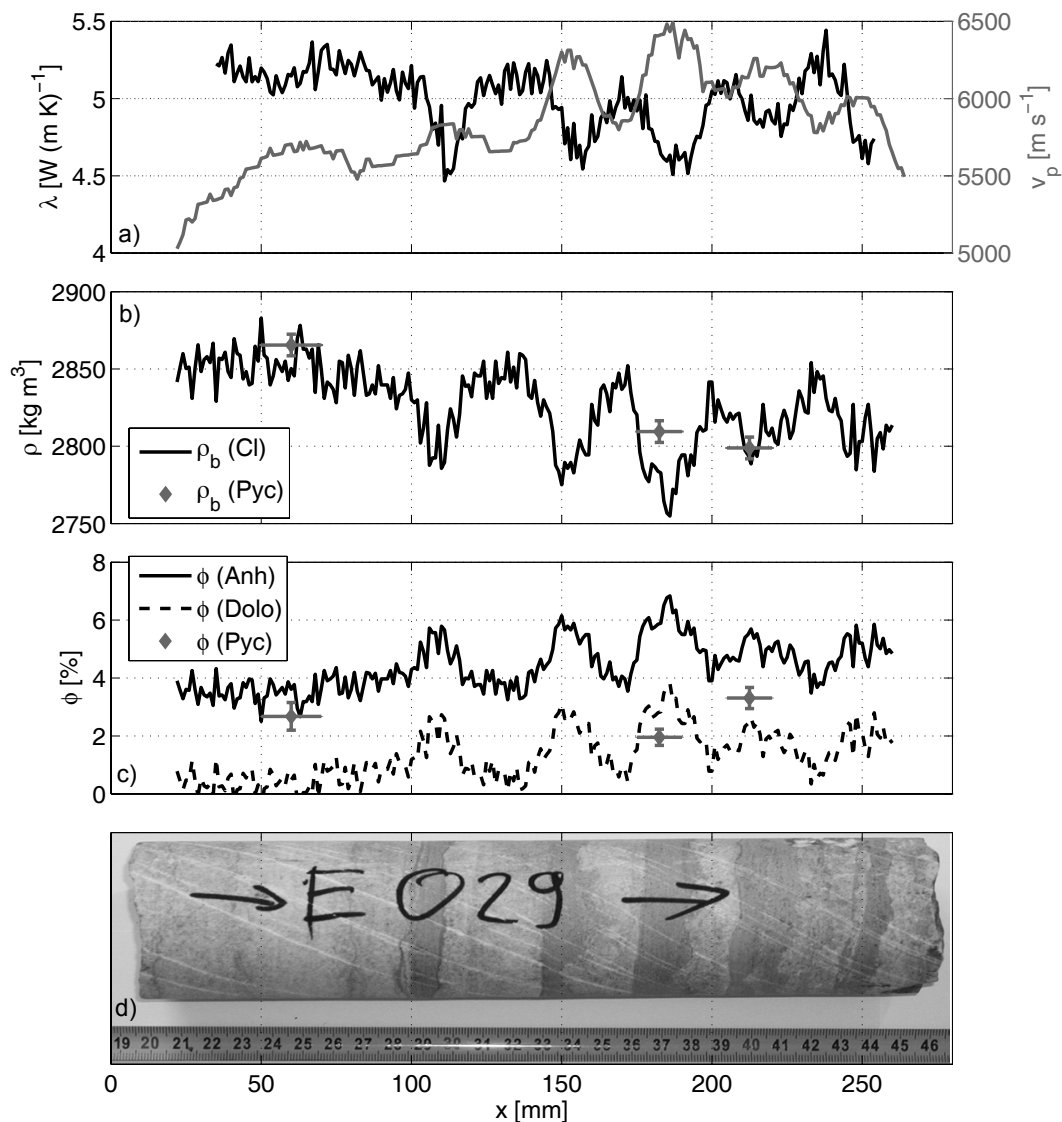 5.5
5
4.5
4
λ [W (m K)⁻¹]
a)
6500
6000
5500
5000
v_p [m s⁻¹]
2900
2850
2800
2750
ρ [kg m³]
b)
ρ_b (Cl)
ρ_b (Pyc)
8
6
4
2
0
ϕ [%]
ϕ (Anh)
ϕ (Dolo)
ϕ (Pyc)
c)
→ E 029 →
d)
19 20 21 22 23 24 25 26 27 28 29 30 31 32 33 34 35 36 37 38 39 40 41 42 43 44 45 46
0 50 100 150 200 250
x [mm]